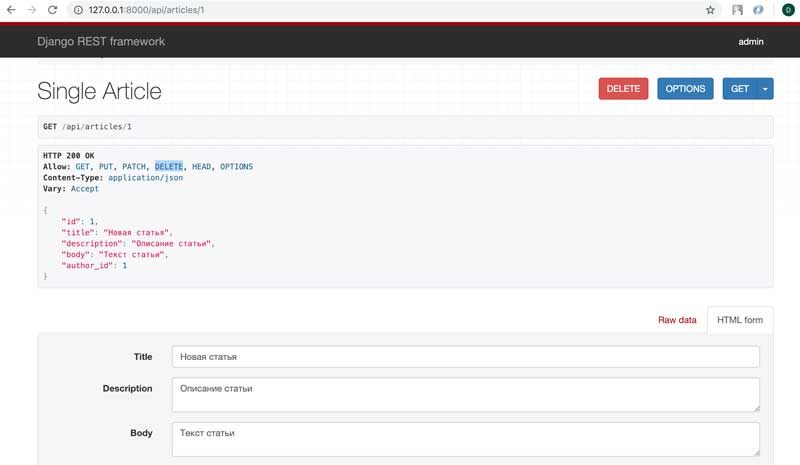 127.0.0.1:8000/api/articles/1
D
Django REST framework
admin
Single Article
DELETE
OPTIONS
GET
GET /api/articles/1
HTTP 200 OK
Allow: GET, PUT, PATCH, DELETE, HEAD, OPTIONS
Content-Type: application/json
Vary: Accept
{
"id": 1,
"title": "Новая статья",
"description": "Описание статьи",
"body": "Текст статьи",
"author_id": 1
}
Raw data
HTML form
Title
Новая статья
Description
Описание статьи
Body
Текст статьи